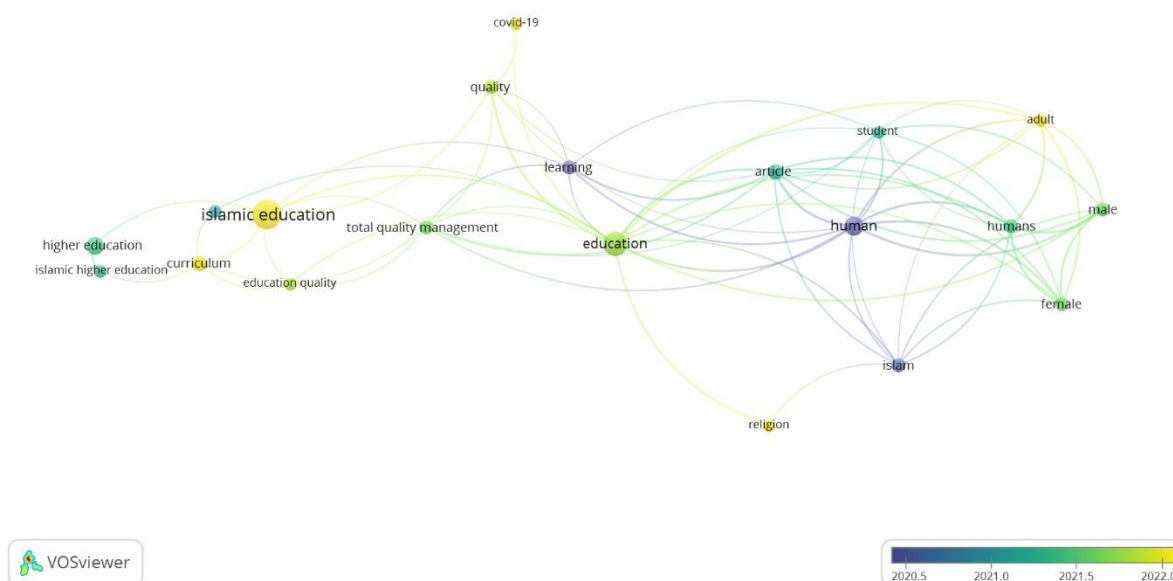 covid-19
quality
adult
student
learning
article
islamic education
male
total quality management
human
humans
higher education
education
islamic higher education
curriculum
education quality
female
islam
religion
VOSviewer
2020.5
2021.0
2021.5